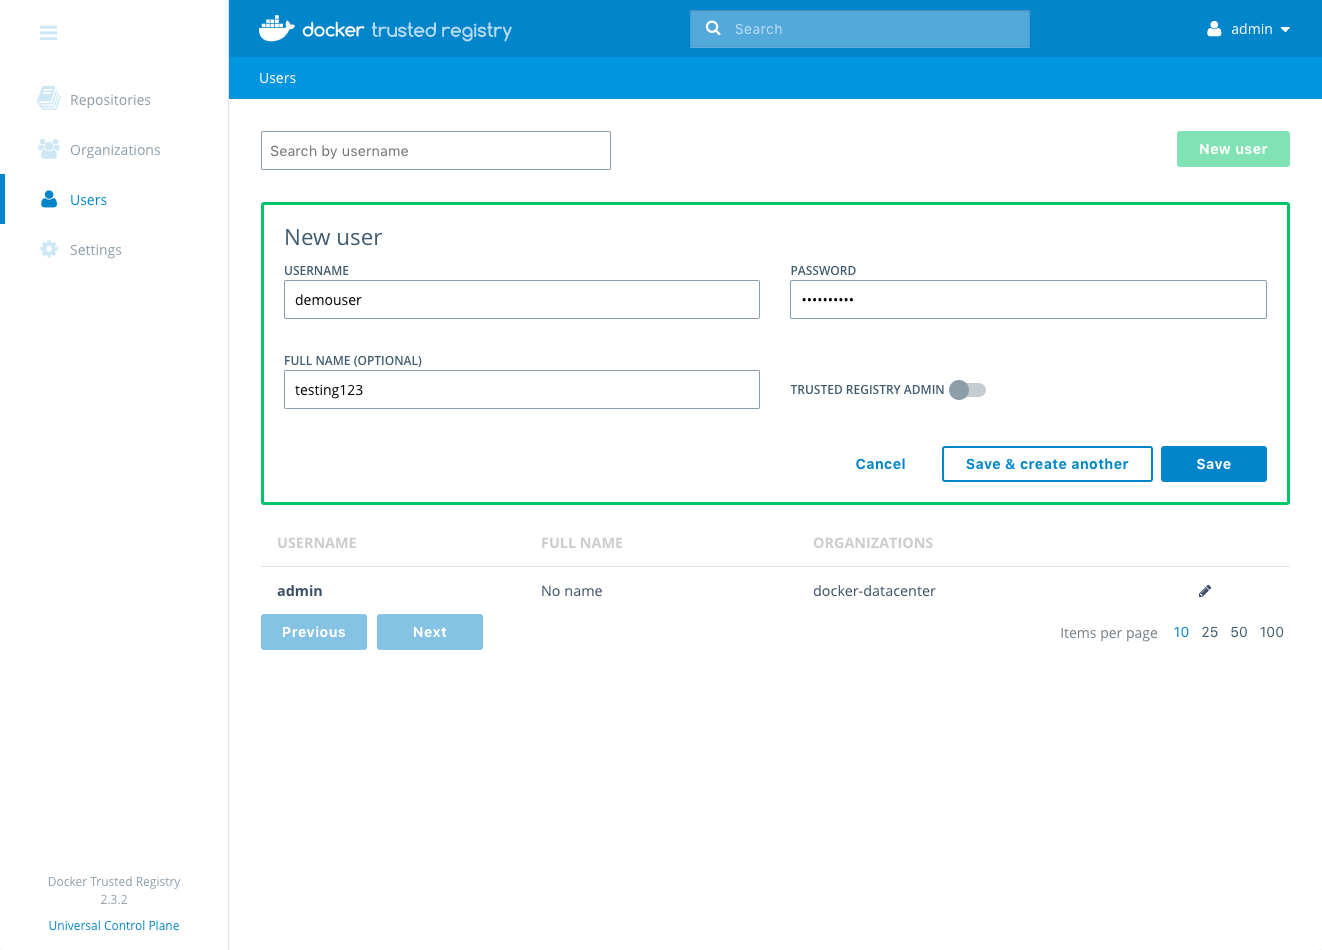 docker trusted registry
Search
admin
Users
Repositories
Organizations
Users
Settings
Search by username
New user
New user
USERNAME
PASSWORD
demouser
••••••••••
FULL NAME (OPTIONAL)
testing123
TRUSTED REGISTRY ADMIN
Cancel
Save & create another
Save
USERNAME FULL NAME ORGANIZATIONS
admin No name docker-datacenter
Previous
Next
Items per page 10 25 50 100
Docker Trusted Registry
2.3.2
Universal Control Plane